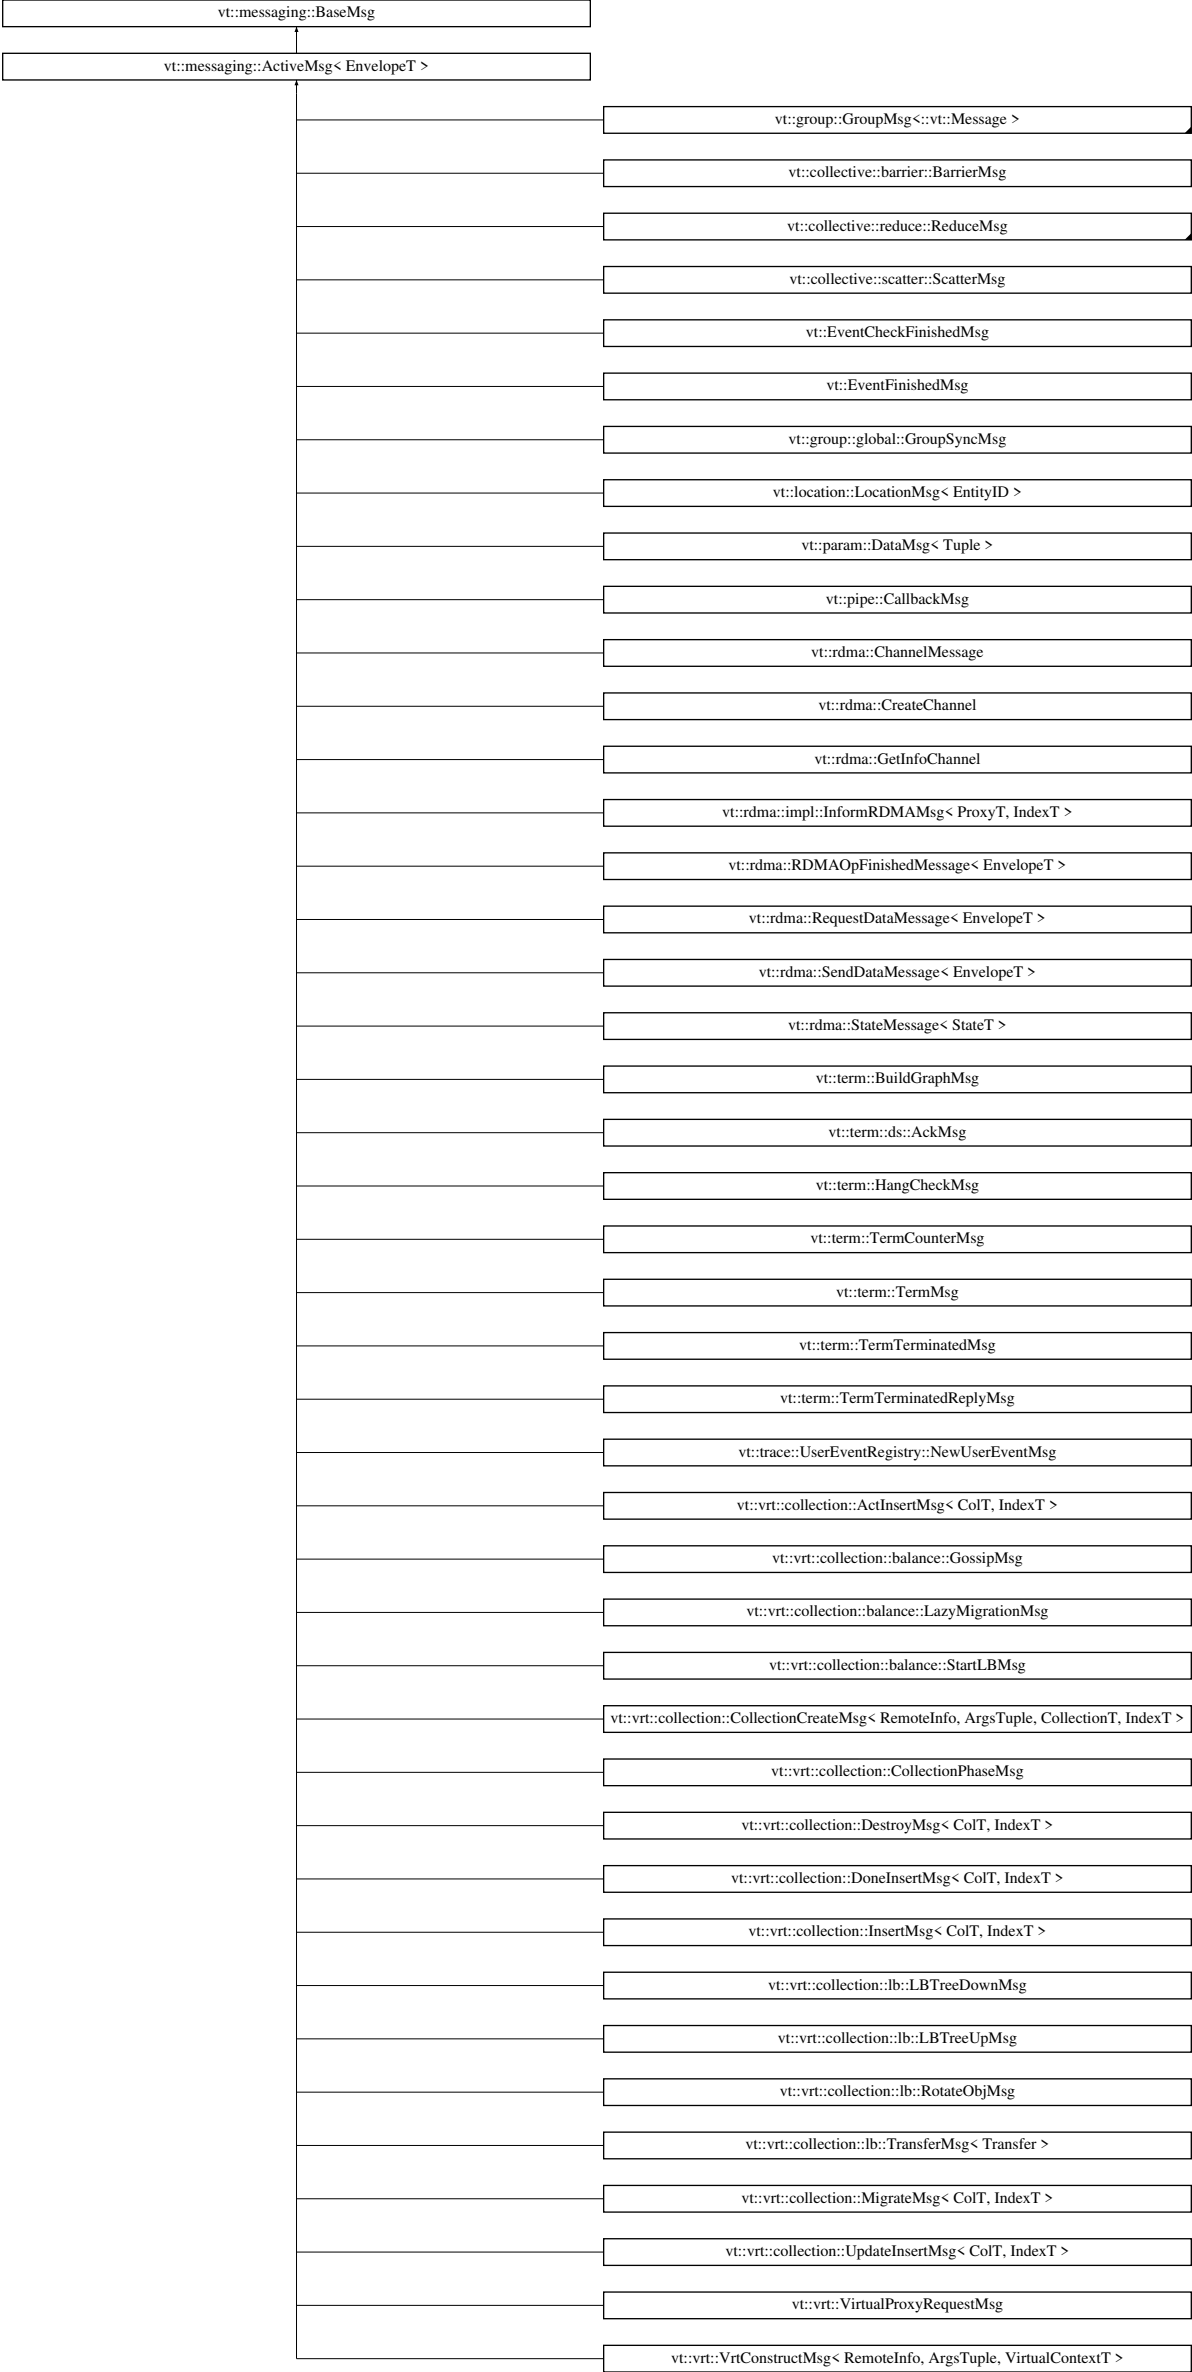 vt::messaging::BaseMsg
vt::messaging::ActiveMsg< EnvelopeT >
vt::group::GroupMsg<::vt::Message >
vt::collective::barrier::BarrierMsg
vt::collective::reduce::ReduceMsg
vt::collective::scatter::ScatterMsg
vt::EventCheckFinishedMsg
vt::EventFinishedMsg
vt::group::global::GroupSyncMsg
vt::location::LocationMsg< EntityID >
vt::param::DataMsg< Tuple >
vt::pipe::CallbackMsg
vt::rdma::ChannelMessage
vt::rdma::CreateChannel
vt::rdma::GetInfoChannel
vt::rdma::impl::InformRDMAMsg< ProxyT, IndexT >
vt::rdma::RDMAOpFinishedMessage< EnvelopeT >
vt::rdma::RequestDataMessage< EnvelopeT >
vt::rdma::SendDataMessage< EnvelopeT >
vt::rdma::StateMessage< StateT >
vt::term::BuildGraphMsg
vt::term::ds::AckMsg
vt::term::HangCheckMsg
vt::term::TermCounterMsg
vt::term::TermMsg
vt::term::TermTerminatedMsg
vt::term::TermTerminatedReplyMsg
vt::trace::UserEventRegistry::NewUserEventMsg
vt::vrt::collection::ActInsertMsg< ColT, IndexT >
vt::vrt::collection::balance::GossipMsg
vt::vrt::collection::balance::LazyMigrationMsg
vt::vrt::collection::balance::StartLBMsg
vt::vrt::collection::CollectionCreateMsg< RemoteInfo, ArgsTuple, CollectionT, IndexT >
vt::vrt::collection::CollectionPhaseMsg
vt::vrt::collection::DestroyMsg< ColT, IndexT >
vt::vrt::collection::DoneInsertMsg< ColT, IndexT >
vt::vrt::collection::InsertMsg< ColT, IndexT >
vt::vrt::collection::lb::LBTreeDownMsg
vt::vrt::collection::lb::LBTreeUpMsg
vt::vrt::collection::lb::RotateObjMsg
vt::vrt::collection::lb::TransferMsg< Transfer >
vt::vrt::collection::MigrateMsg< ColT, IndexT >
vt::vrt::collection::UpdateInsertMsg< ColT, IndexT >
vt::vrt::VirtualProxyRequestMsg
vt::vrt::VrtConstructMsg< RemoteInfo, ArgsTuple, VirtualContextT >